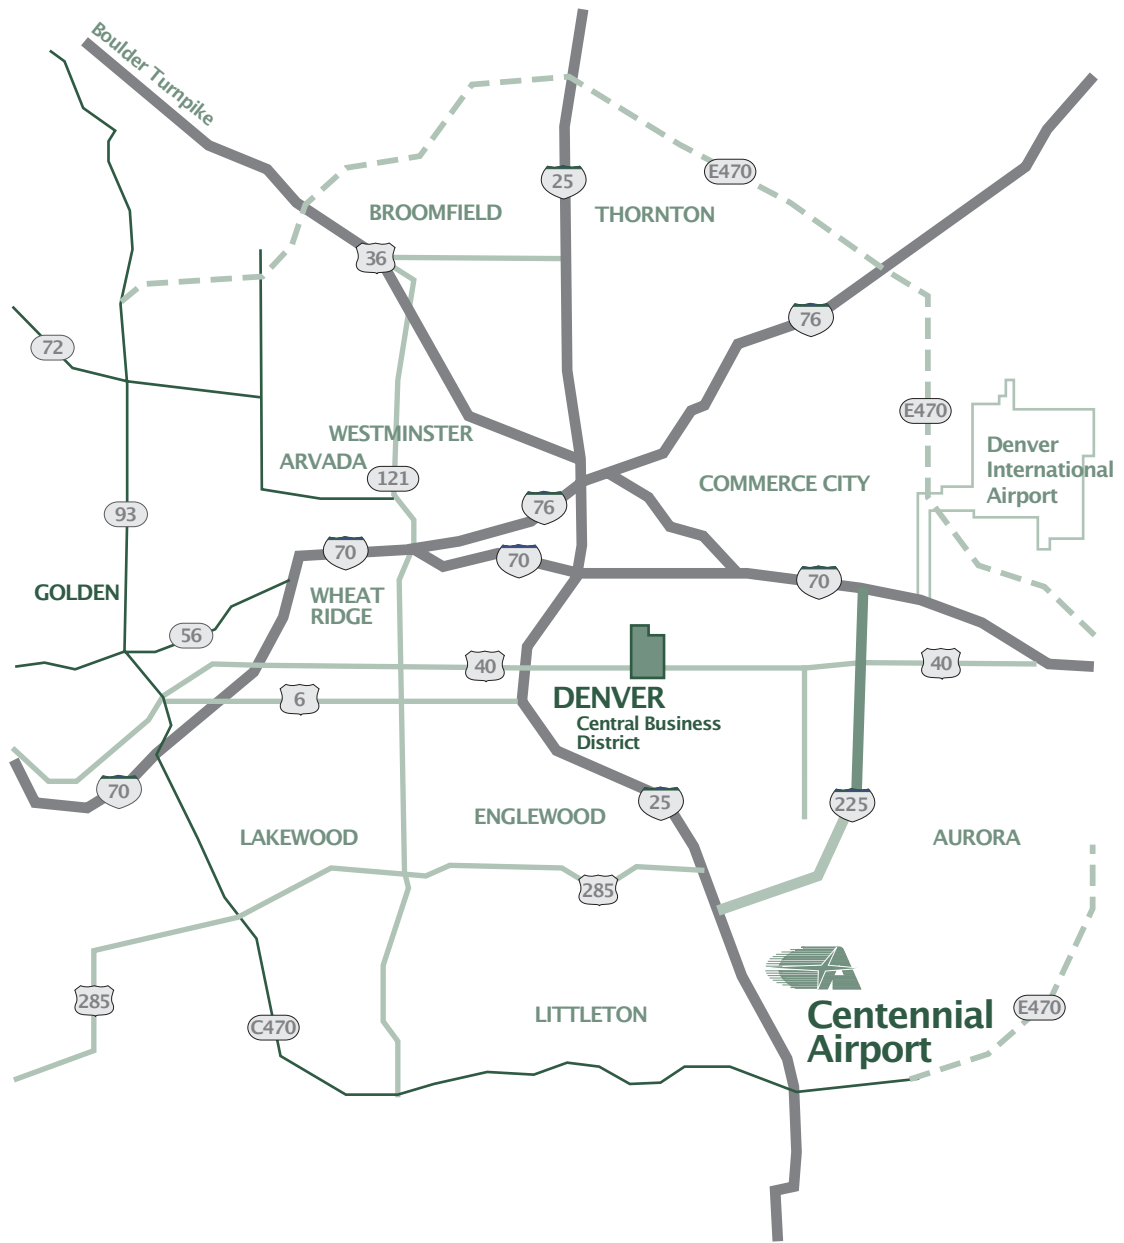 Boulder Turnpike
E470
25
BROOMFIELD
THORNTON
36
76
72
E470
WESTMINSTER
Denver
International
Airport
ARVADA
121
COMMERCE CITY
76
93
70
70
70
GOLDEN
WHEAT
RIDGE
56
40
40
6
DENVER
Central Business
District
70
25
225
ENGLEWOOD
LAKEWOOD
AURORA
285
285
E470
LITTLETON
Centennial
Airport
C470